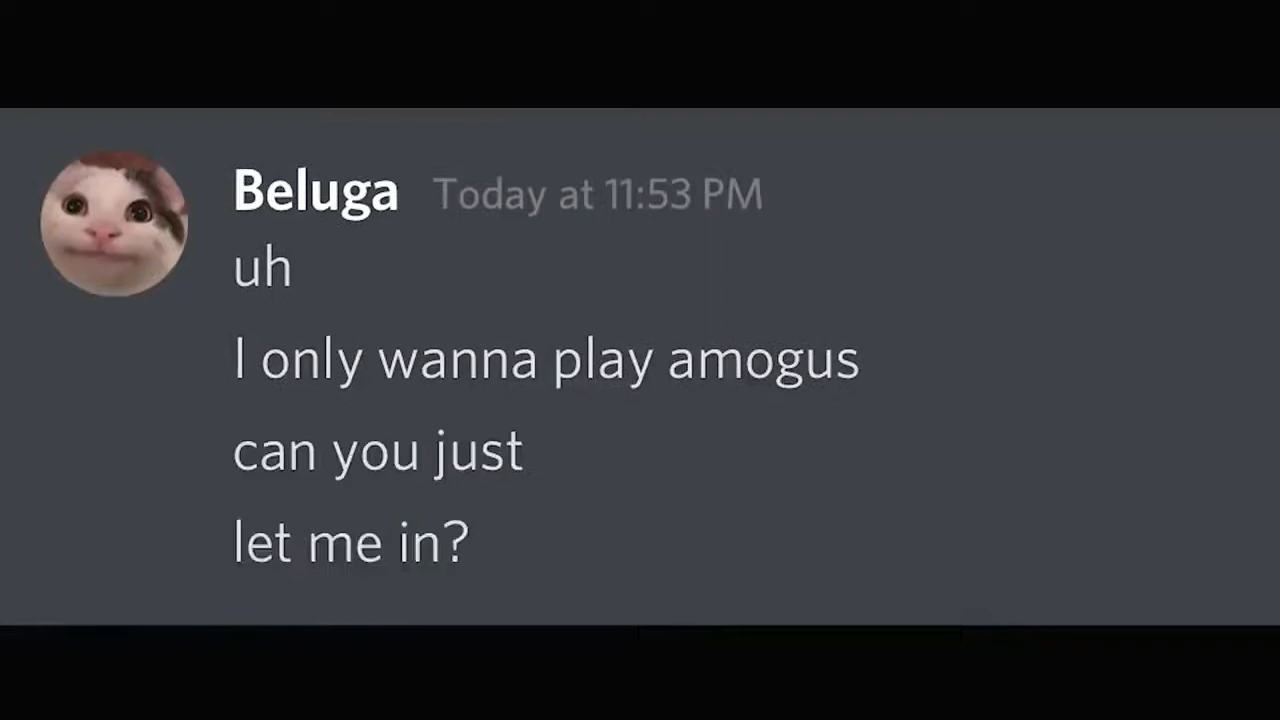 Beluga Today at 11:53 PM
uh
I only wanna play amogus
can you just
let me in?